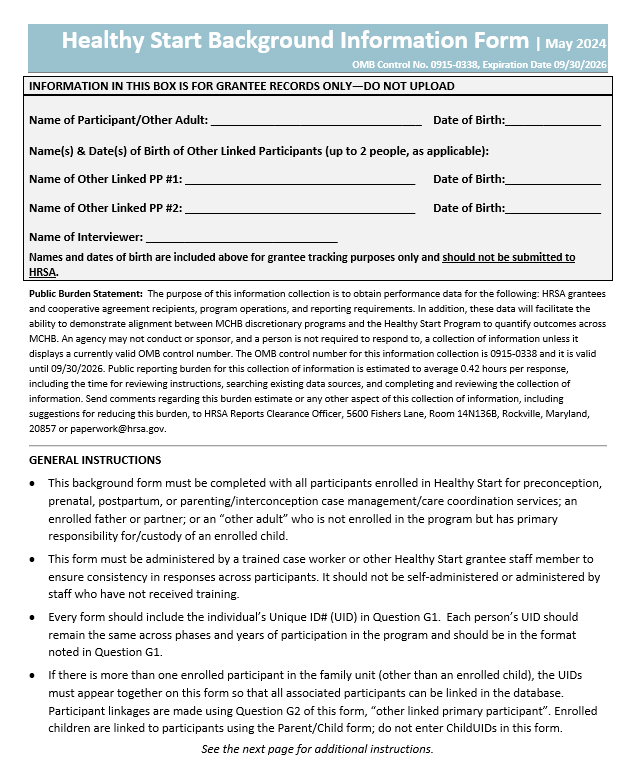 Healthy Start Background Information Form | May 2024
OMB Control No. 0915-0338, Expiration Date 09/30/2026
INFORMATION IN THIS BOX IS FOR GRANTEE RECORDS ONLY—DO NOT UPLOAD
Name of Participant/Other Adult: ___________________________________ Date of Birth:________________
Name(s) & Date(s) of Birth of Other Linked Participants (up to 2 people, as applicable):
Name of Other Linked PP #1: ______________________________________ Date of Birth:________________
Name of Other Linked PP #2: ______________________________________ Date of Birth:________________
Name of Interviewer: ________________________________
Names and dates of birth are included above for grantee tracking purposes only and should not be submitted to
HRSA.
Public Burden Statement: The purpose of this information collection is to obtain performance data for the following: HRSA grantees
and cooperative agreement recipients, program operations, and reporting requirements. In addition, these data will facilitate the
ability to demonstrate alignment between MCHB discretionary programs and the Healthy Start Program to quantify outcomes across
MCHB. An agency may not conduct or sponsor, and a person is not required to respond to, a collection of information unless it
displays a currently valid OMB control number. The OMB control number for this information collection is 0915-0338 and it is valid
until 09/30/2026. Public reporting burden for this collection of information is estimated to average 0.42 hours per response,
including the time for reviewing instructions, searching existing data sources, and completing and reviewing the collection of
information. Send comments regarding this burden estimate or any other aspect of this collection of information, including
suggestions for reducing this burden, to HRSA Reports Clearance Officer, 5600 Fishers Lane, Room 14N136B, Rockville, Maryland,
20857 or paperwork@hrsa.gov.
GENERAL INSTRUCTIONS
• This background form must be completed with all participants enrolled in Healthy Start for preconception,
prenatal, postpartum, or parenting/interconception case management/care coordination services; an
enrolled father or partner; or an “other adult” who is not enrolled in the program but has primary
responsibility for/custody of an enrolled child.
• This form must be administered by a trained case worker or other Healthy Start grantee staff member to
ensure consistency in responses across participants. It should not be self-administered or administered by
staff who have not received training.
• Every form should include the individual’s Unique ID# (UID) in Question G1. Each person’s UID should
remain the same across phases and years of participation in the program and should be in the format
noted in Question G1.
• If there is more than one enrolled participant in the family unit (other than an enrolled child), the UIDs
must appear together on this form so that all associated participants can be linked in the database.
Participant linkages are made using Question G2 of this form, “other linked primary participant”. Enrolled
children are linked to participants using the Parent/Child form; do not enter ChildUIDs in this form.
See the next page for additional instructions.